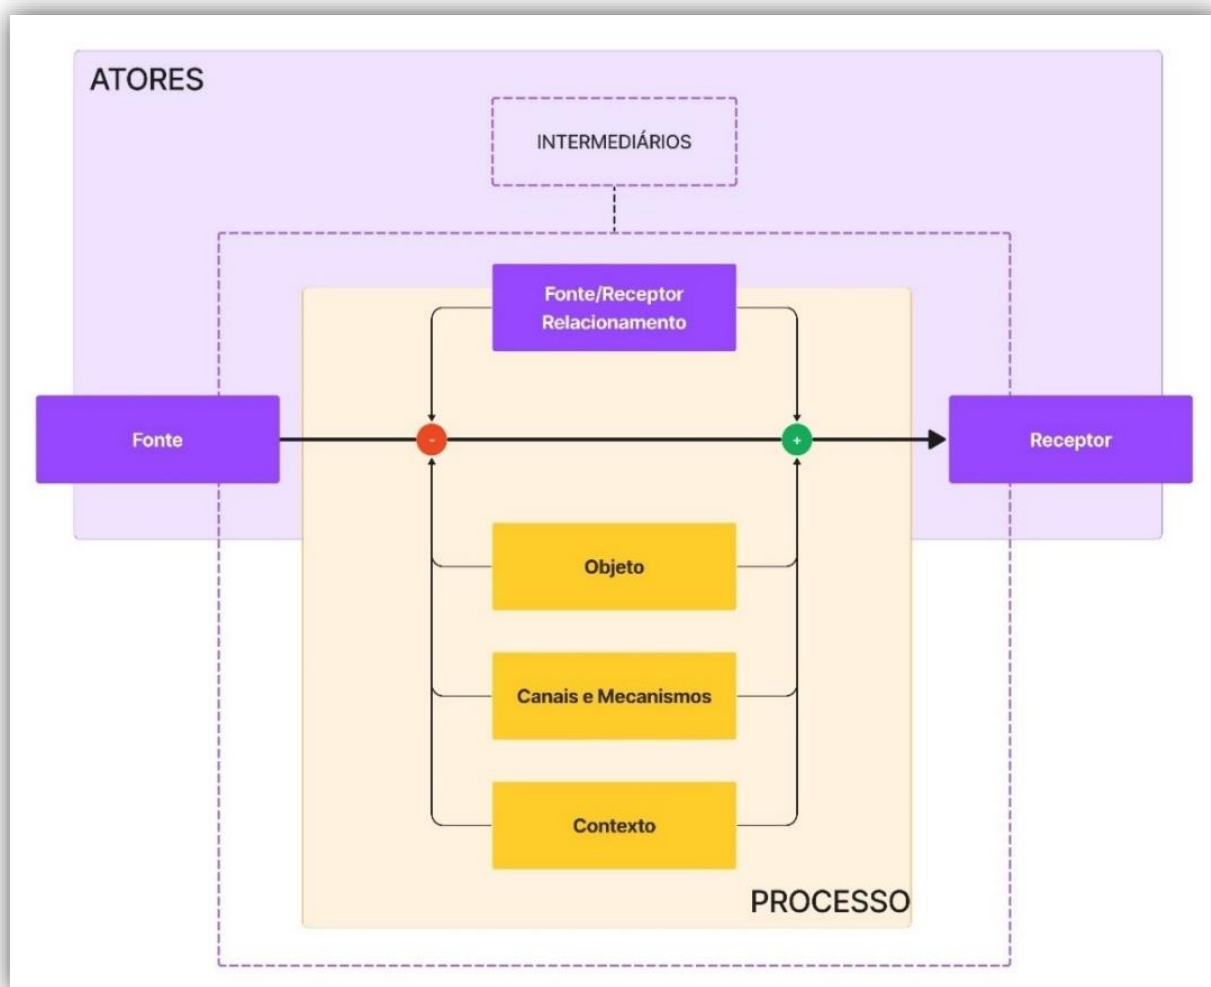 ATORES
INTERMEDIÁRIOS
Fonte/Receptor
Relacionamento
Fonte
-
+
Receptor
Objeto
Canais e Mecanismos
Contexto
PROCESSO